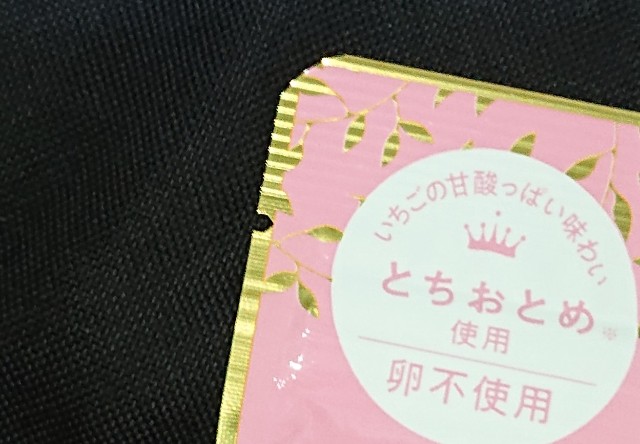 いちごの甘酸っぱい味わい
とちおとめ※
使用
卵不使用